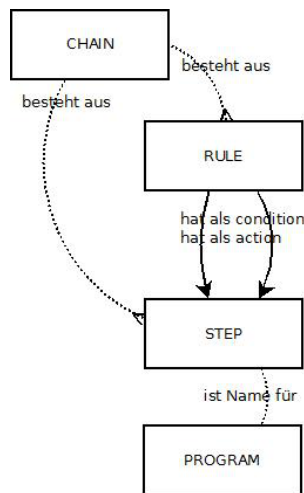 CHAIN
besteht aus
besteht aus
RULE
hat als condition
hat als action
STEP
ist Name für
PROGRAM